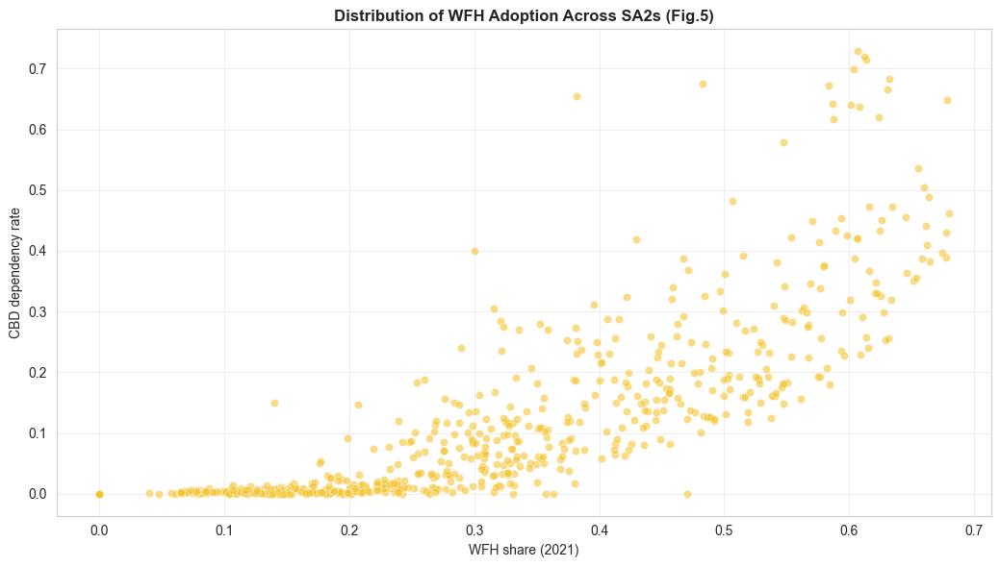 Distribution of WFH Adoption Across SA2s (Fig.5)
CBD dependency rate
0.7
0.6
0.5
0.4
0.3
0.2
0.1
0.0
0.0 0.1 0.2 0.3 0.4 0.5 0.6 0.7
WFH share (2021)